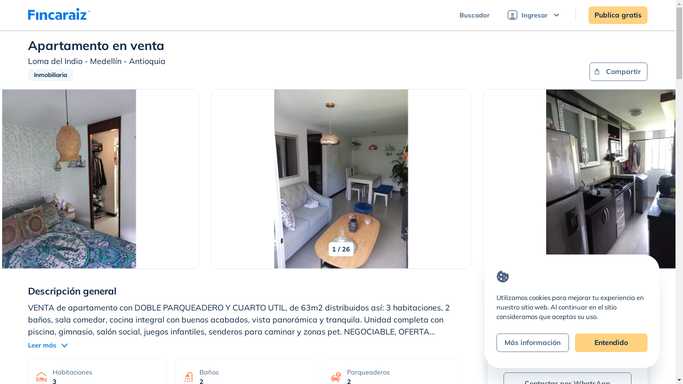 Fincaraiz
Buscador
Ingresar
Publica gratis
Apartamento en venta
Loma del Indio - Medellín - Antioquia
Inmobiliaria
Compartir
1 / 26
Descripción general
VENTA de apartamento con DOBLE PARQUEADERO Y CUARTO UTIL, de 63m2 distribuidos así: 3 habitaciones, 2
baños, sala comedor, cocina integral con buenos acabados, vista panorámica y tranquila. Unidad completa con
piscina, gimnasio, salón social, juegos infantiles, senderos para caminar y zonas pet. NEGOCIABLE, OFERTA...
Leer más
Habitaciones
3
Baños
2
Parqueaderos
2
Utilizamos cookies para mejorar tu experiencia en
nuestro sitio web. Al continuar en el sitio
consideramos que aceptas su uso.
Más información
Entendido
Contactar por WhatsApp